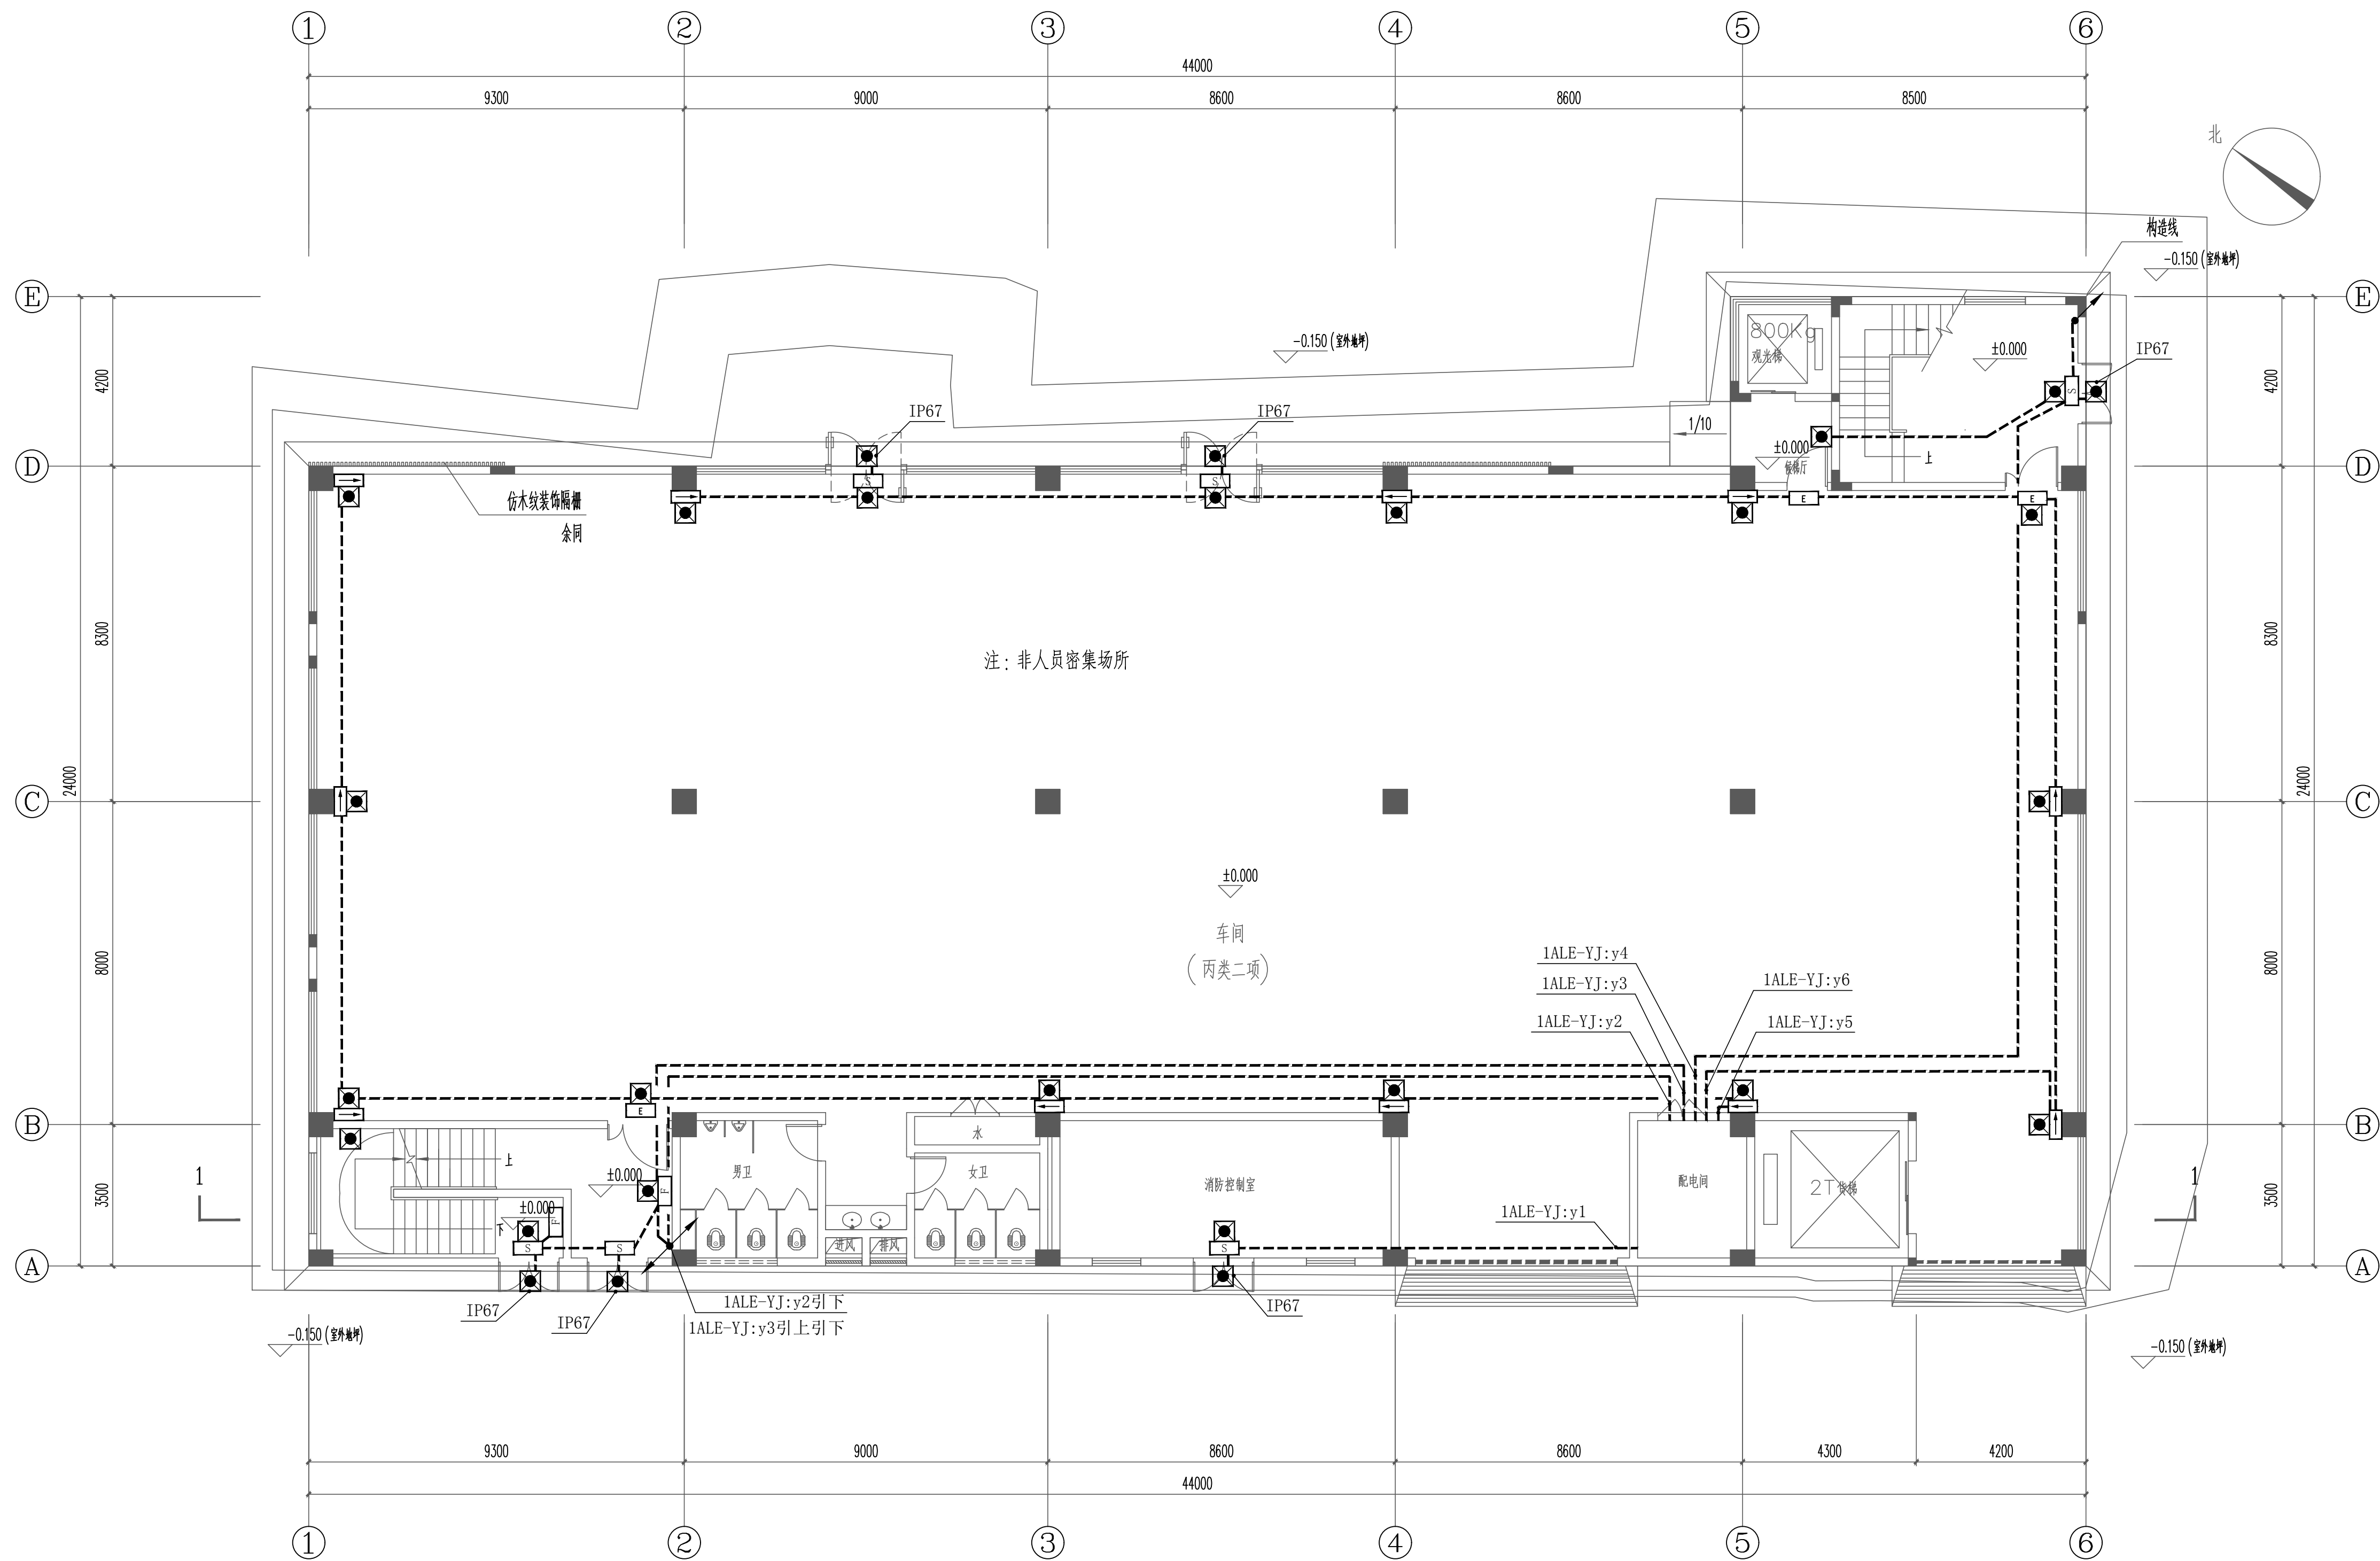 1 2 3 4 5 6
44000
9300 9000 8600 8600 8500
北
构造线
-0.150(室外地坪)
E E
-0.150(室外地坪)
800Kg
观光梯
±0.000
IP67
4200 4200
IP67 IP67
1/10
±0.000
候梯厅
上
S
D D
S S
仿木纹装饰隔栅
余同
E E
8300 8300
注：非人员密集场所
24000 24000
C C
±0.000
车间
(丙类二项)
8000 8000
1ALE-YJ:y4
1ALE-YJ:y3
1ALE-YJ:y2
1ALE-YJ:y6
1ALE-YJ:y5
E
B B
水
上
±0.000
男卫 女卫
消防控制室
配电间
2T货梯
1 1
3500 3500
F
±0.000
F
下
1ALE-YJ:y1
进风 排风
S S S
A A
IP67 IP67 IP67
1ALE-YJ:y2引下
1ALE-YJ:y3引上引下
-0.150(室外地坪) -0.150(室外地坪)
9300 9000 8600 8600 4300 4200
44000
1 2 3 4 5 6